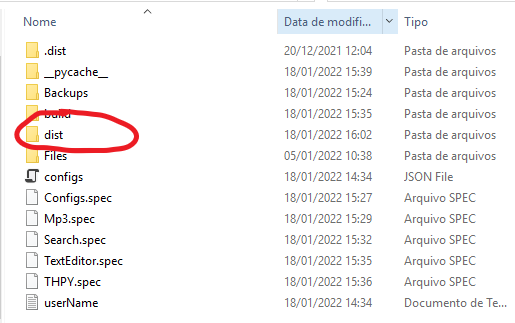 Nome Data de modifi... Tipo
.dist 20/12/2021 12:04 Pasta de arquivos
__pycache__ 18/01/2022 15:39 Pasta de arquivos
Backups 18/01/2022 15:24 Pasta de arquivos
build 18/01/2022 15:35 Pasta de arquivos
dist 18/01/2022 16:02 Pasta de arquivos
Files 05/01/2022 10:38 Pasta de arquivos
configs 18/01/2022 14:34 JSON File
Configs.spec 18/01/2022 15:27 Arquivo SPEC
Mp3.spec 18/01/2022 15:29 Arquivo SPEC
Search.spec 18/01/2022 15:32 Arquivo SPEC
TextEditor.spec 18/01/2022 15:35 Arquivo SPEC
THPY.spec 18/01/2022 15:36 Arquivo SPEC
userName 18/01/2022 14:34 Documento de Te...